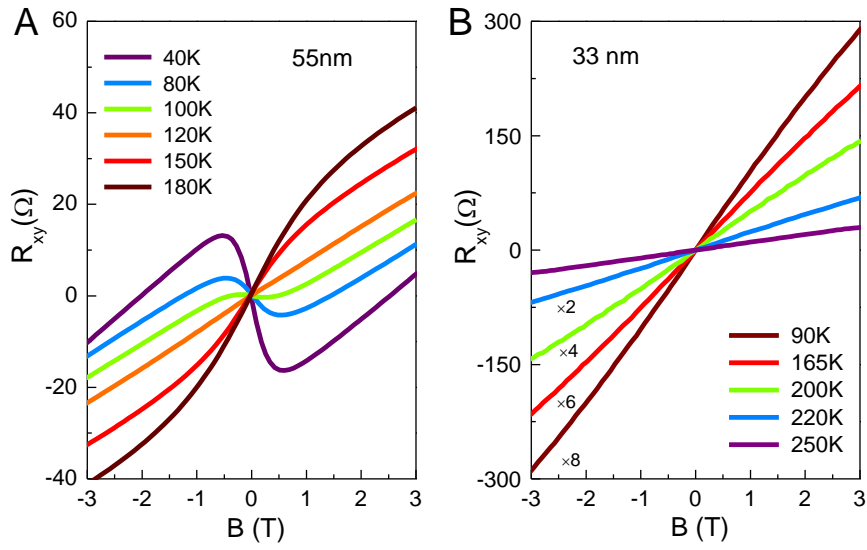 A
55nm
40K
80K
100K
120K
150K
180K
60
40
20
0
-20
-40
R_xy(Ω)
-3 -2 -1 0 1 2 3
B (T)
B
33 nm
300
150
0
-150
-300
R_xy(Ω)
×2
×4
×6
×8
90K
165K
200K
220K
250K
-3 -2 -1 0 1 2 3
B (T)